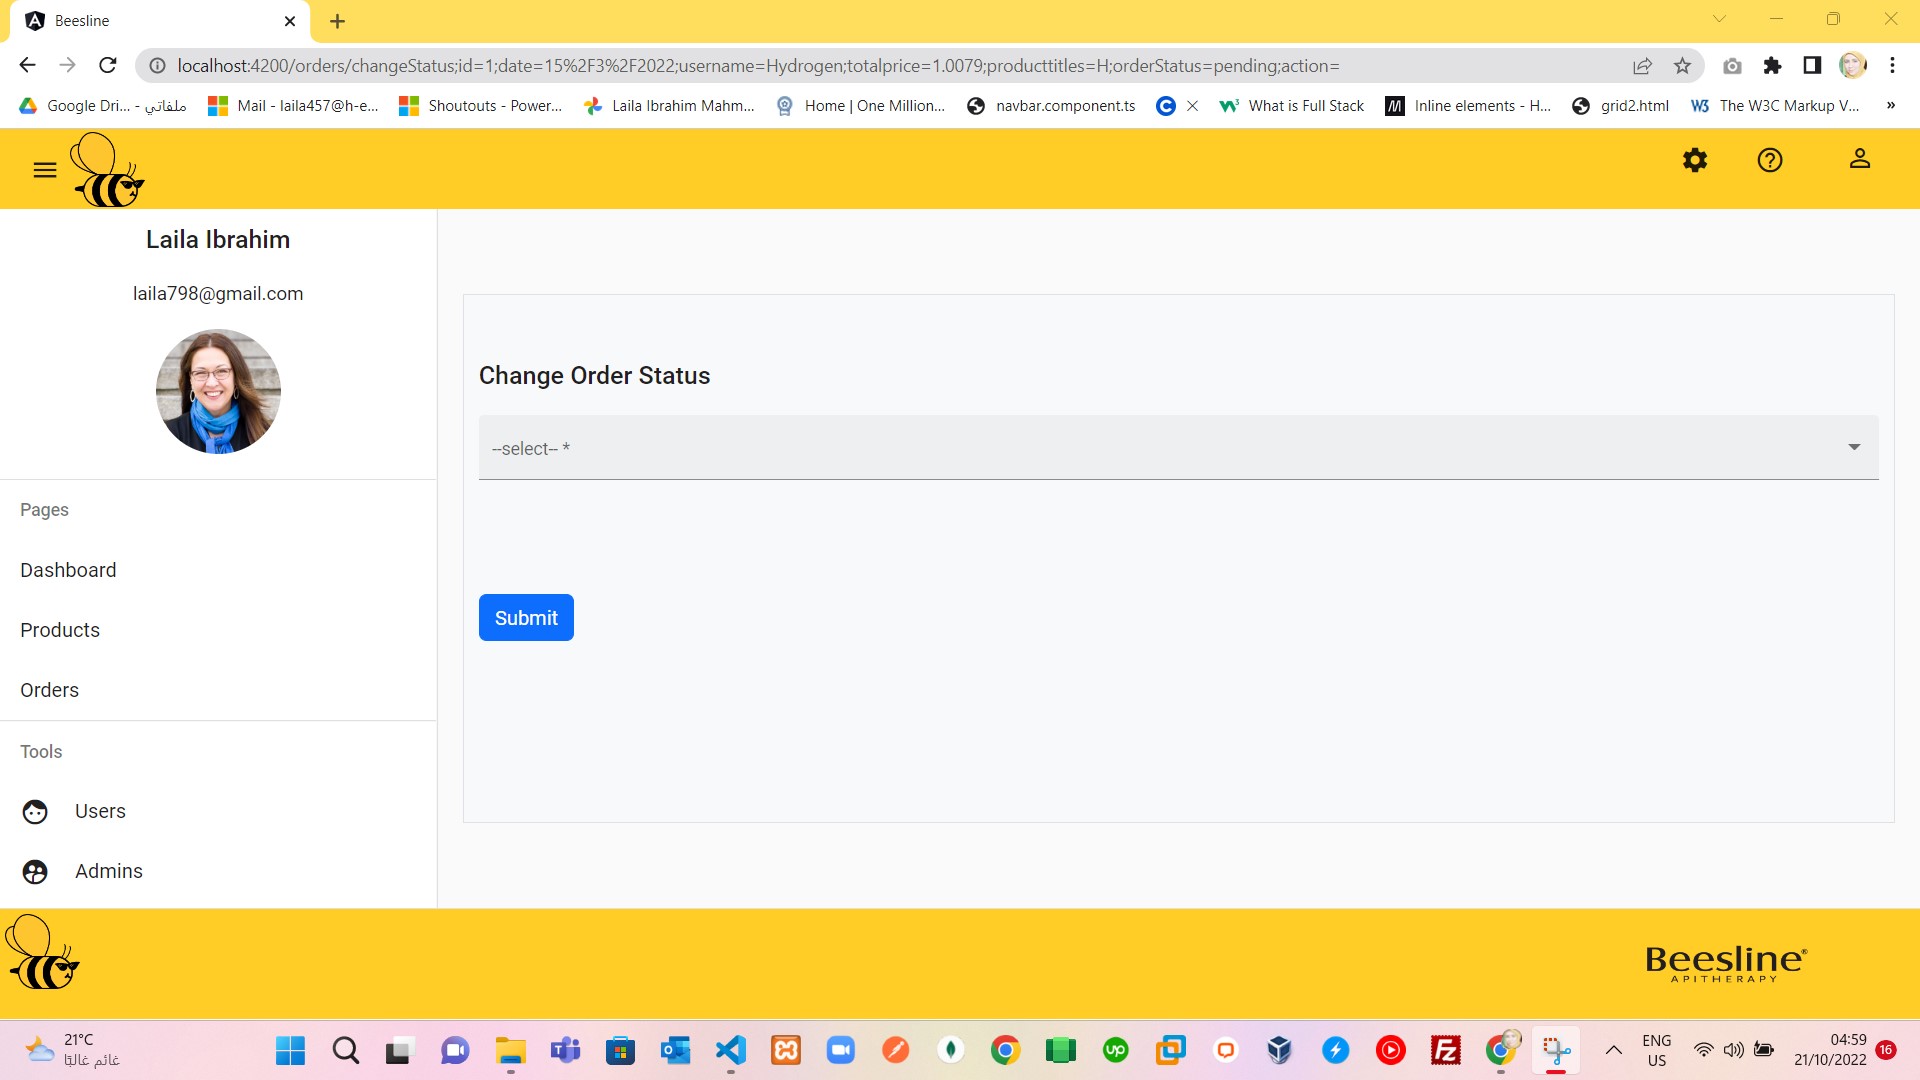 Beesline
localhost:4200/orders/changeStatus;id=1;date=15%2F3%2F2022;username=Hydrogen;totalprice=1.0079;producttitles=H;orderStatus=pending;action=
Google Dri... - ملفاتي
Mail - laila457@h-e...
Shoutouts - Power...
Laila Ibrahim Mahm...
Home | One Million...
navbar.component.ts
What is Full Stack
Inline elements - H...
grid2.html
The W3C Markup V...
»
Laila Ibrahim
laila798@gmail.com
Pages
Dashboard
Products
Orders
Tools
Users
Admins
Change Order Status
--select-- *
Submit
Beesline®
APITHERAPY
21°C
غائم غالبًا
ENG
US
04:59
21/10/2022
16